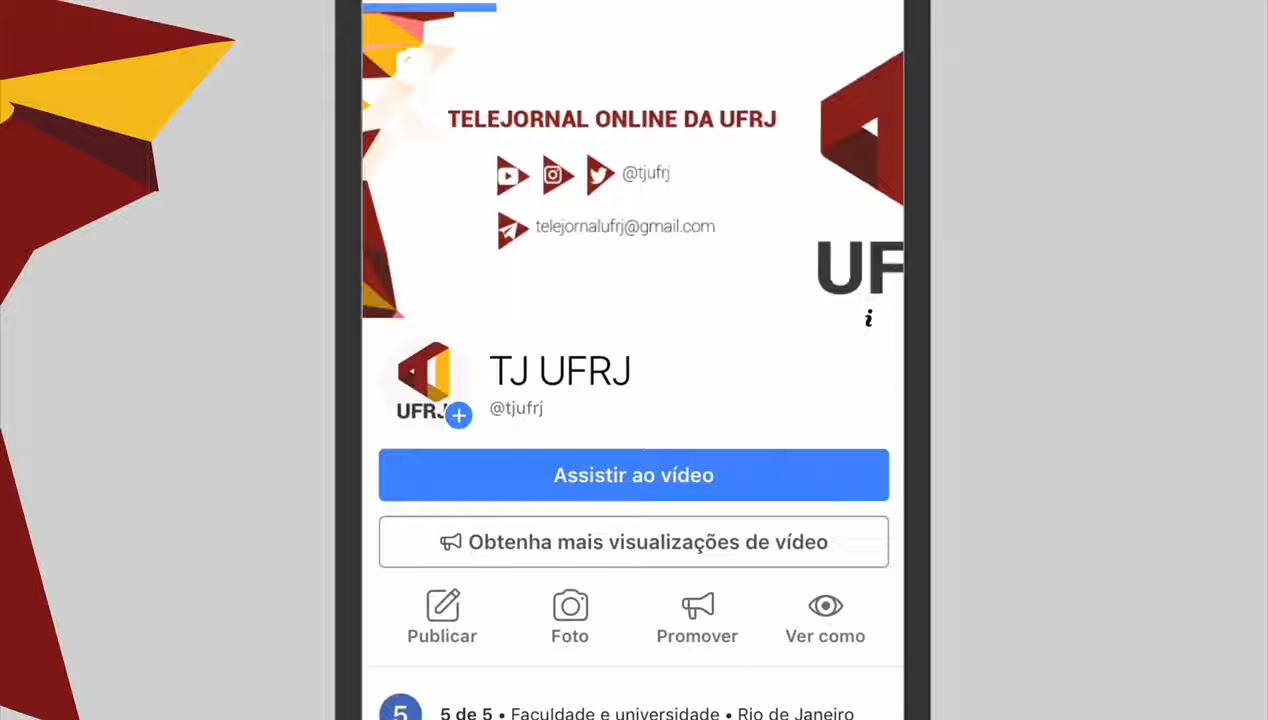 TELEJORNAL ONLINE DA UFRJ
@tjufrj
telejornalufrj@gmail.com
UF
i
TJ UFRJ
UFRJ
@tjufrj
Assistir ao vídeo
Obtenha mais visualizações de vídeo
Publicar Foto Promover Ver como
5 5 de 5 • Faculdade e universidade • Rio de Janeiro